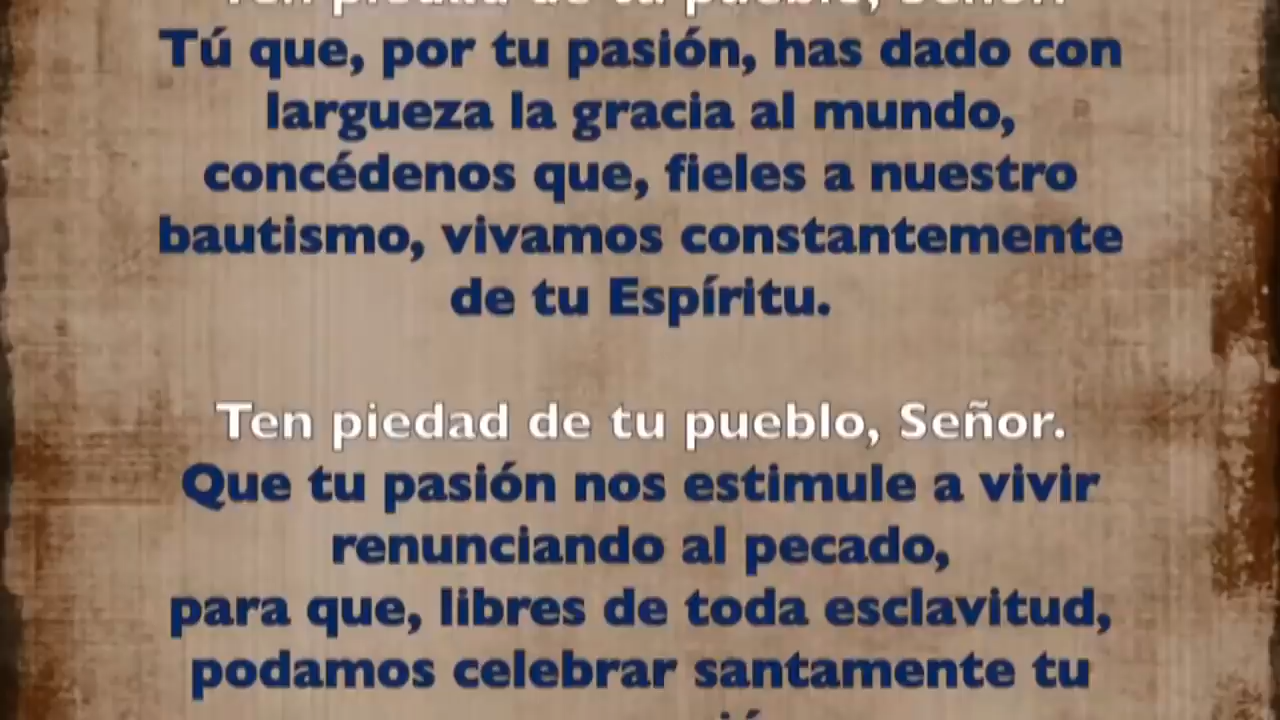 Ten piedad de tu pueblo, Señor.
Tú que, por tu pasión, has dado con
largueza la gracia al mundo,
concédenos que, fieles a nuestro
bautismo, vivamos constantemente
de tu Espíritu.
Ten piedad de tu pueblo, Señor.
Que tu pasión nos estimule a vivir
renunciando al pecado,
para que, libres de toda esclavitud,
podamos celebrar santamente tu